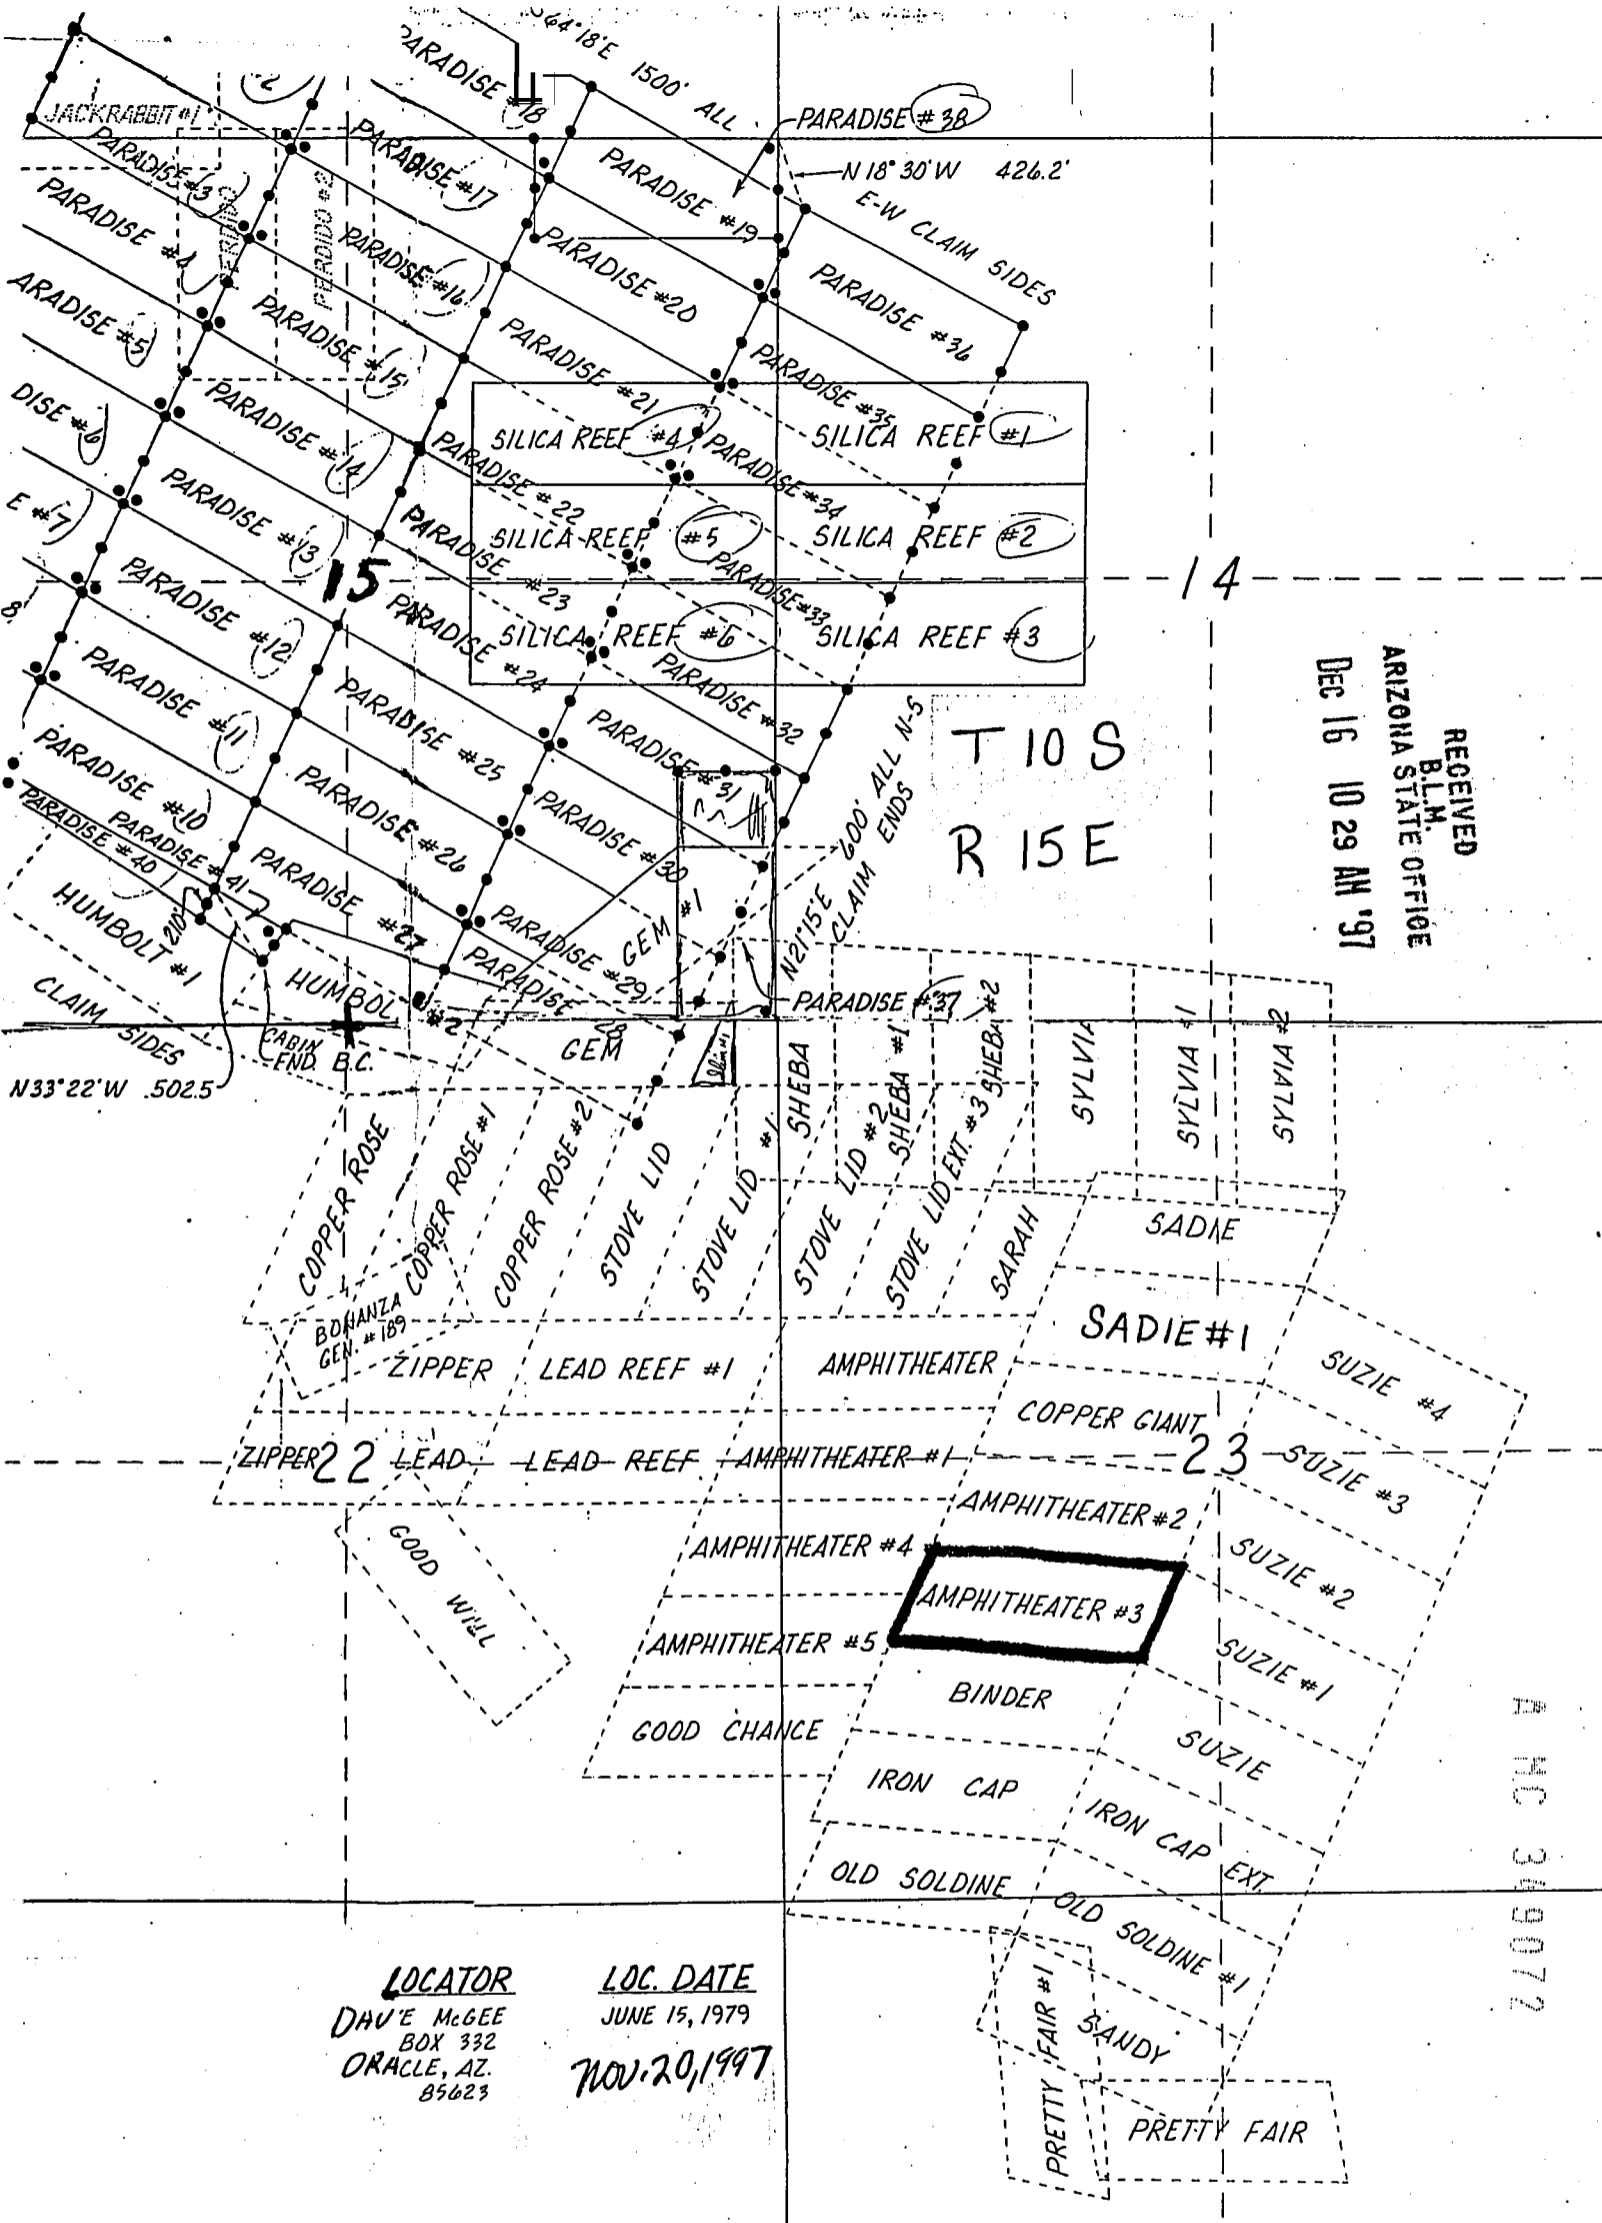 S64°18'E 1500' ALL
E-W CLAIM SIDES
PARADISE #18
PARADISE #38
N 18° 30' W 426.2'
JACKRABBIT #1
#2
PARADISE #3
PARADISE #17
PARADISE #19
PARADISE #4
PERDIDO #2
PARADISE #16
PARADISE #20
PARADISE #36
ARADISE #5
PARADISE #15
PARADISE #21
PARADISE #35
DISE #6
PARADISE #14
SILICA REEF #4
SILICA REEF #1
PARADISE #22
PARADISE #34
E #7
PARADISE #13
SILICA REEF #5
SILICA REEF #2
15
PARADISE #23
PARADISE #33
14
8
PARADISE #12
PARADISE #24
SILICA REEF #6
SILICA REEF #3
PARADISE #11
PARADISE #25
PARADISE #32
PARADISE #31
T 10 S
R 15 E
RECEIVED
B.L.M.
ARIZONA STATE OFFICE
DEC 16 10 29 AM '97
PARADISE #10
PARADISE #26
PARADISE #30
N21°15'E 600' ALL N-S
CLAIM ENDS
PARADISE #40
PARADISE #41
PARADISE #27
PARADISE #29
GEM #1
210'
HUMBOLT #1
HUMBOL #2
PARADISE 28
PARADISE #37
CLAIM SIDES
N33°22'W .502.5
CABIN
END. B.C.
GEM
SHEBA
SHEBA #1
SHEBA #2
SYLVIA
SYLVIA #1
SYLVIA #2
COPPER ROSE
COPPER ROSE #1
COPPER ROSE #2
STOVE LID
STOVE LID #1
STOVE LID #2
STOVE LID EXT. #3
SARAH
SADIE
BONANZA
GEN. #189
SADIE #1
ZIPPER
LEAD REEF #1
AMPHITHEATER
SUZIE #4
COPPER GIANT
ZIPPER LEAD
22
LEAD REEF
AMPHITHEATER #1
23
SUZIE #3
AMPHITHEATER #2
GOOD WILL
AMPHITHEATER #4
SUZIE #2
AMPHITHEATER #3
AMPHITHEATER #5
SUZIE #1
BINDER
GOOD CHANCE
SUZIE
IRON CAP
IRON CAP EXT.
OLD SOLDINE
OLD SOLDINE #1
A MC 349072
PRETTY FAIR #1
SANDY
PRETTY FAIR
LOCATOR
DAVE McGEE
BOX 332
ORACLE, AZ.
85623
LOC. DATE
JUNE 15, 1979
NOV. 20, 1997